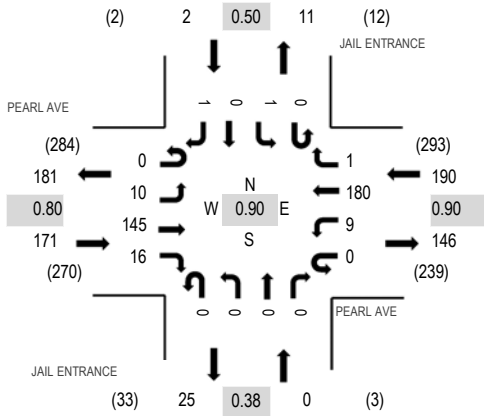 (2) 2 0.50 11 (12)
JAIL ENTRANCE
PEARL AVE
1 0 1 0
(284) (293)
181 0 1 190
10 N 180
0.80 W 0.90 E 0.90
145 S 9
171 16 0 146
(270) (239)
0 0 0 0
PEARL AVE
JAIL ENTRANCE
(33) 25 0.38 0 (3)